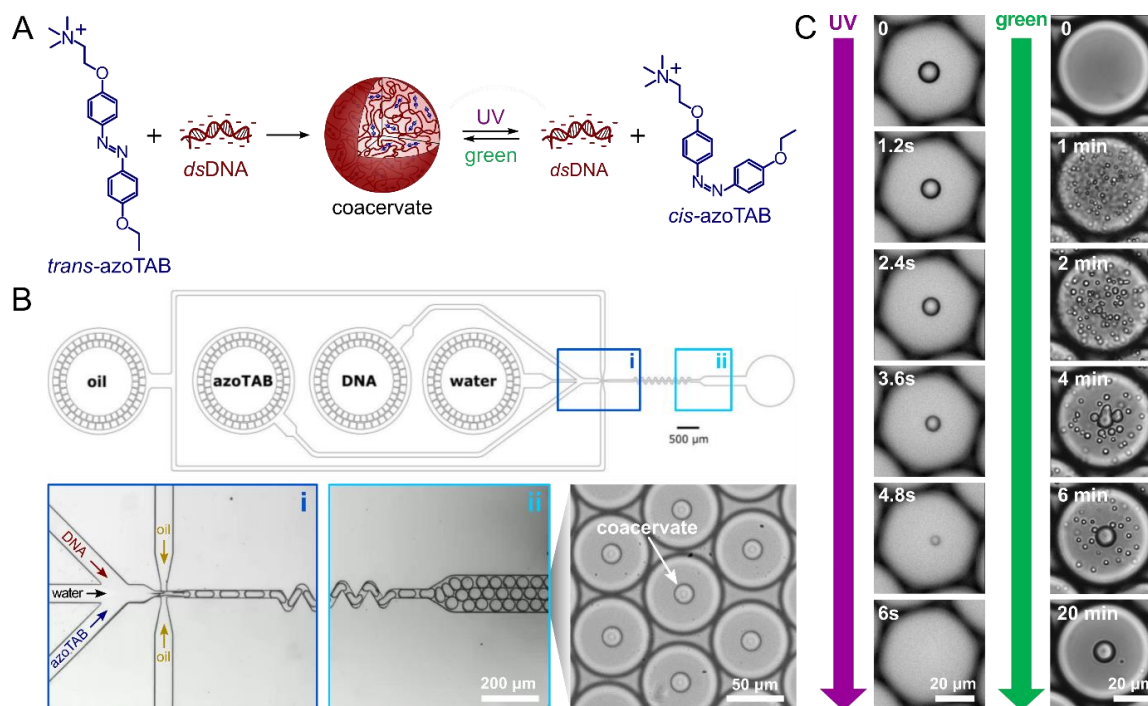 A
N+
O
N
N
O
trans-azoTAB
+
dsDNA
coacervate
UV
green
dsDNA
+
N+
O
O
N=N
cis-azoTAB
B
oil
azoTAB
DNA
water
i
ii
500 µm
i
DNA
water
azoTAB
oil
oil
ii
200 µm
coacervate
50 µm
C
UV
green
0
1.2s
2.4s
3.6s
4.8s
6s
20 µm
0
1 min
2 min
4 min
6 min
20 min
20 µm